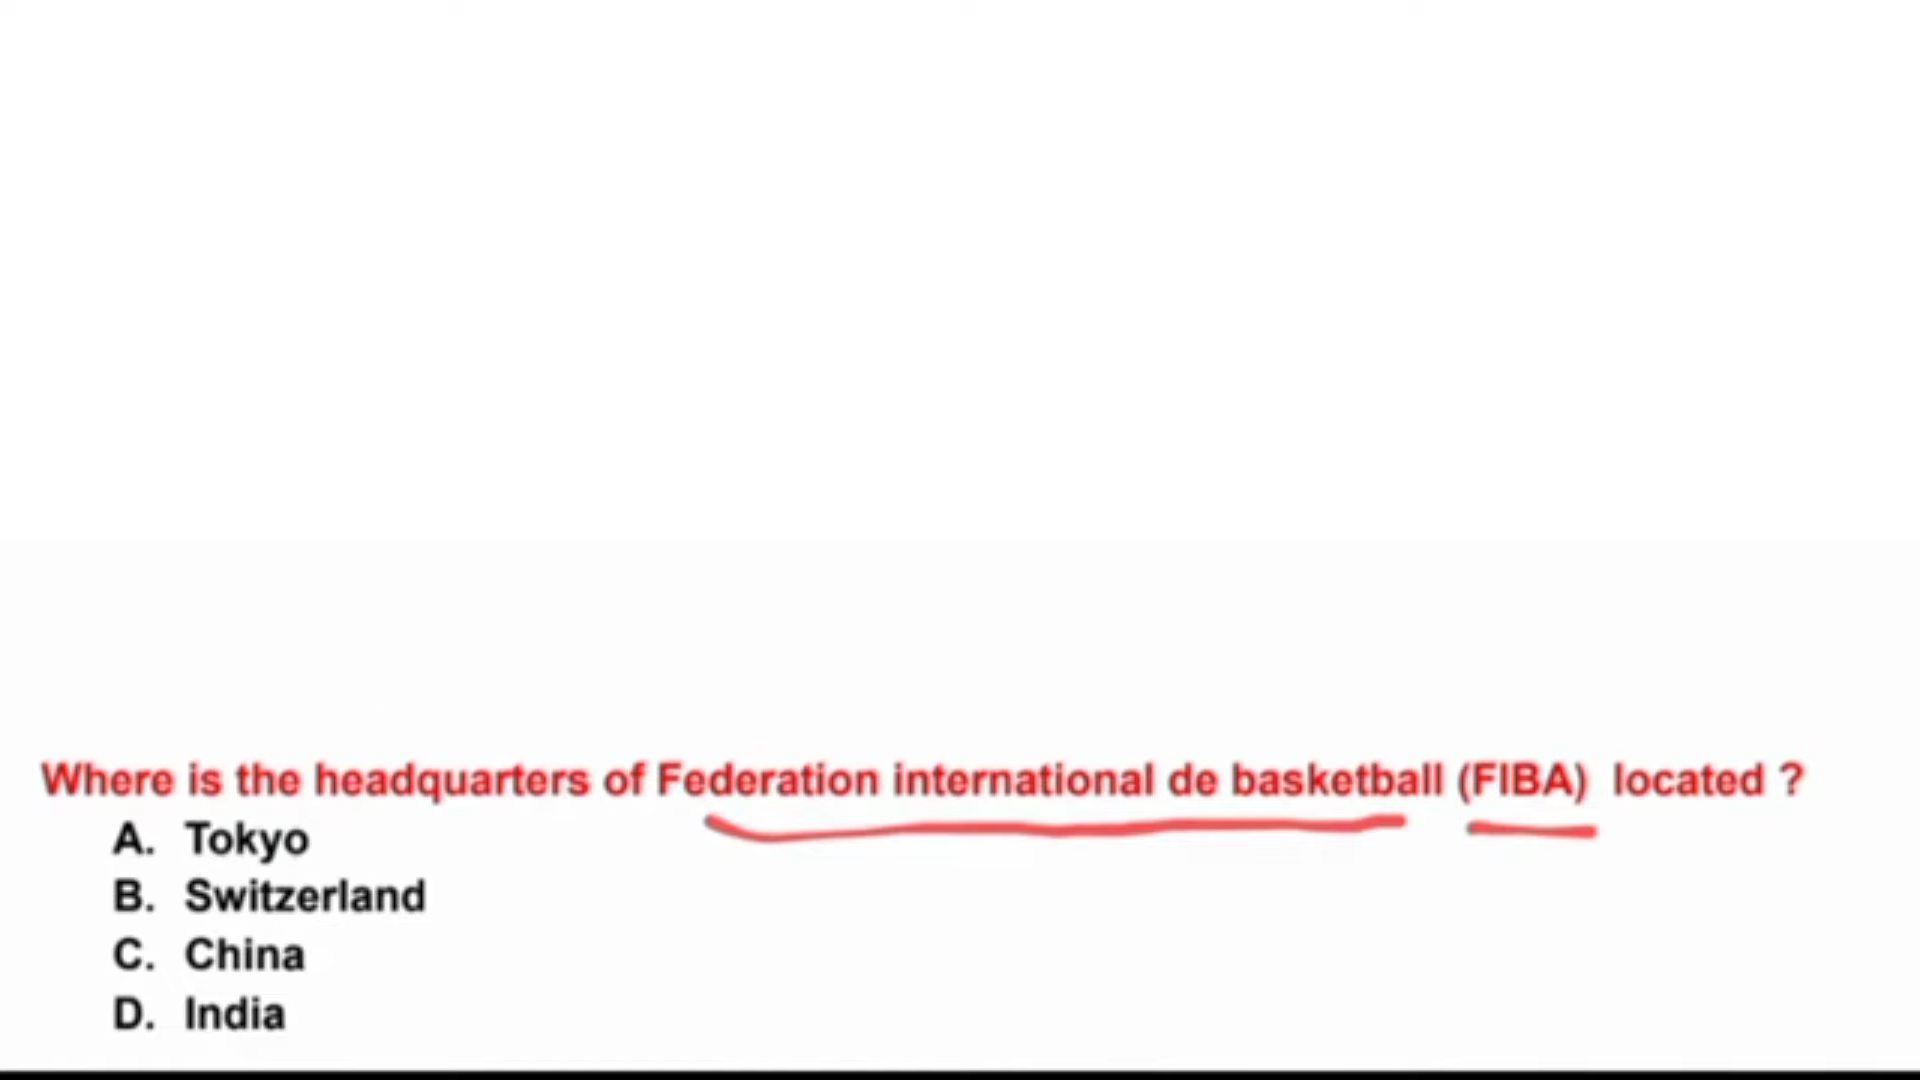 Where is the headquarters of Federation international de basketball (FIBA) located ?
A. Tokyo
B. Switzerland
C. China
D. India